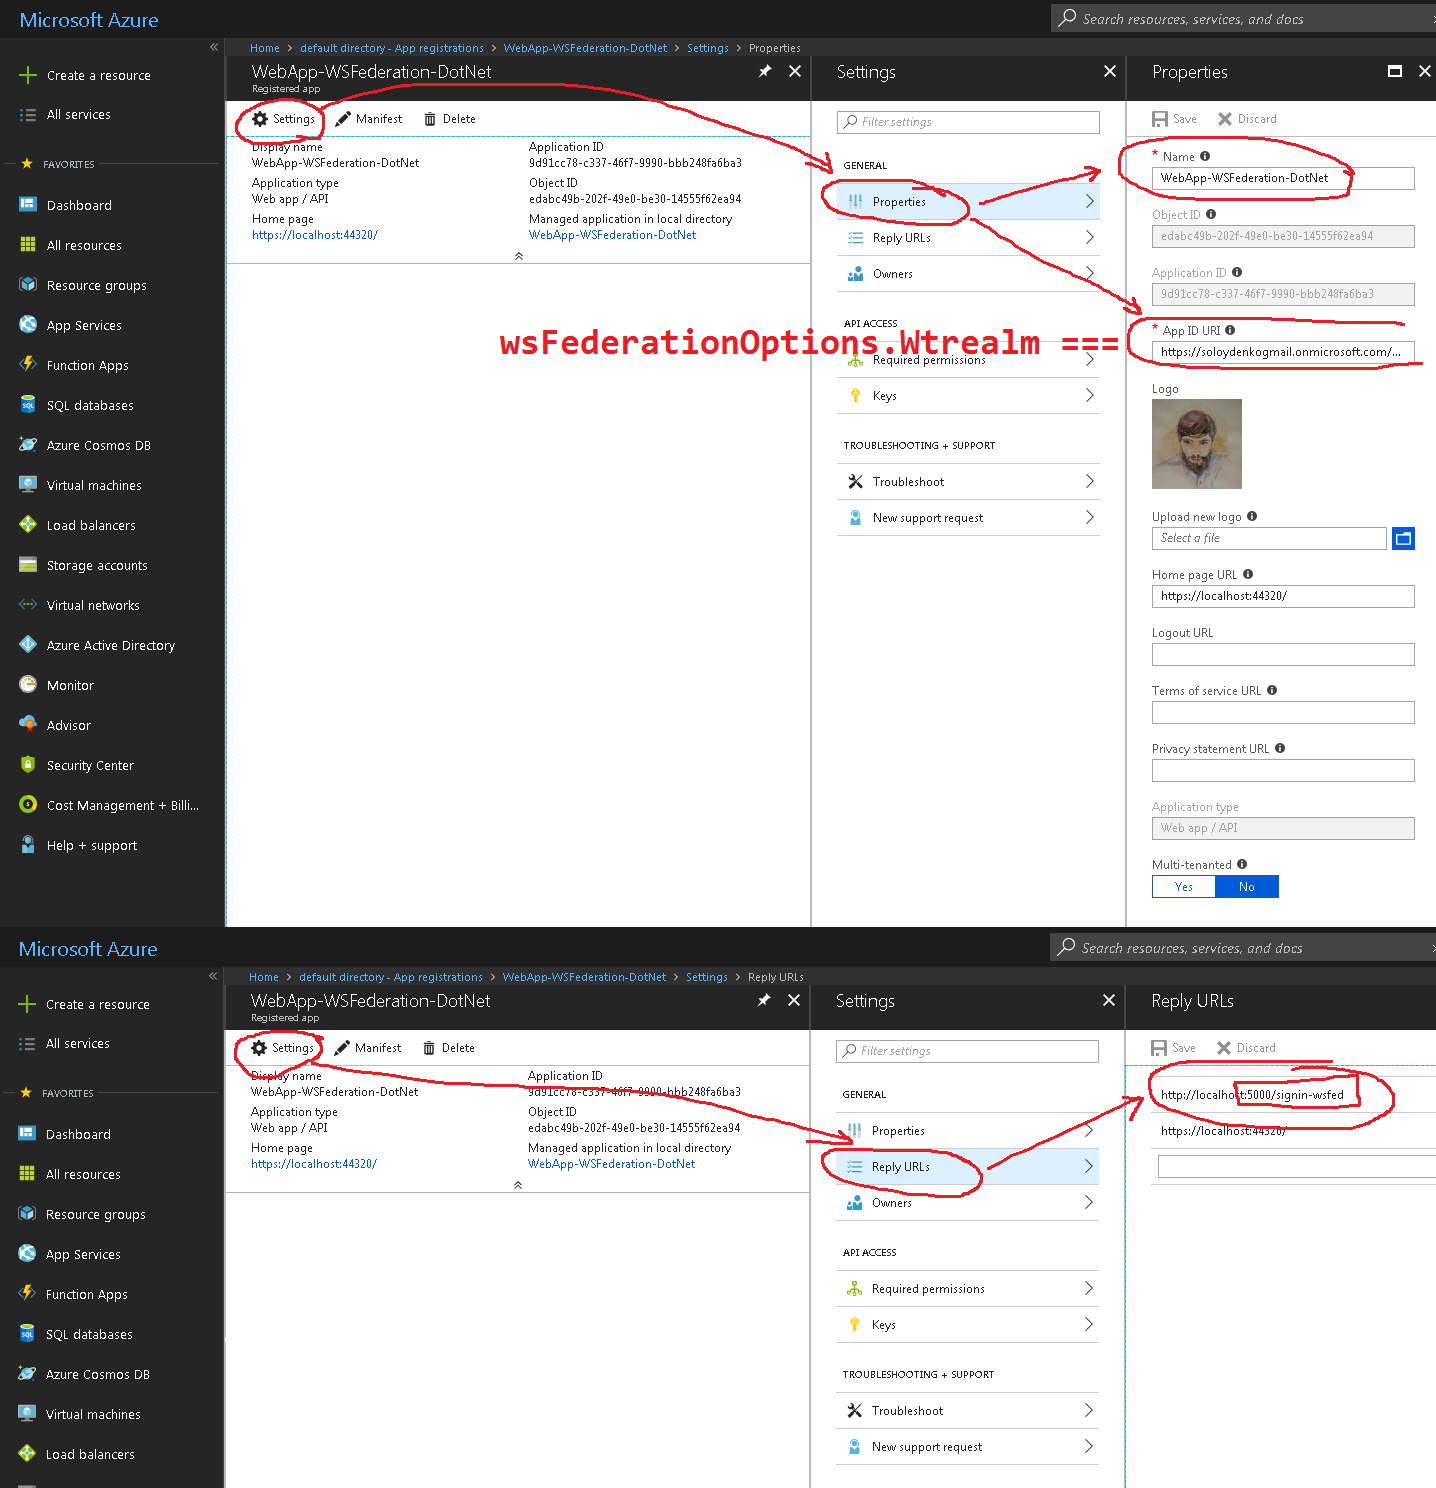 Microsoft Azure
Search resources, services, and docs
Home > default directory - App registrations > WebApp-WSFederation-DotNet > Settings > Properties
Create a resource
All services
FAVORITES
Dashboard
All resources
Resource groups
App Services
Function Apps
SQL databases
Azure Cosmos DB
Virtual machines
Load balancers
Storage accounts
Virtual networks
Azure Active Directory
Monitor
Advisor
Security Center
Cost Management + Billi...
Help + support
WebApp-WSFederation-DotNet
Registered app
Settings Manifest Delete
Display name
WebApp-WSFederation-DotNet
Application type
Web app / API
Home page
https://localhost:44320/
Application ID
9d91cc78-c337-46f7-9990-bbb248fa6ba3
Object ID
edabc49b-202f-49e0-be30-14555f62ea94
Managed application in local directory
WebApp-WSFederation-DotNet
wsFederationOptions.Wtrealm ===
Settings
Filter settings
GENERAL
Properties
Reply URLs
Owners
API ACCESS
Required permissions
Keys
TROUBLESHOOTING + SUPPORT
Troubleshoot
New support request
Properties
Save Discard
* Name
WebApp-WSFederation-DotNet
Object ID
edabc49b-202f-49e0-be30-14555f62ea94
Application ID
9d91cc78-c337-46f7-9990-bbb248fa6ba3
* App ID URI
https://soloydenkogmail.onmicrosoft.com/...
Logo
Upload new logo
Select a file
Home page URL
https://localhost:44320/
Logout URL
Terms of service URL
Privacy statement URL
Application type
Web app / API
Multi-tenanted
Yes No
Microsoft Azure
Search resources, services, and docs
Home > default directory - App registrations > WebApp-WSFederation-DotNet > Settings > Reply URLs
Create a resource
All services
FAVORITES
Dashboard
All resources
Resource groups
App Services
Function Apps
SQL databases
Azure Cosmos DB
Virtual machines
Load balancers
WebApp-WSFederation-DotNet
Registered app
Settings Manifest Delete
Display name
WebApp-WSFederation-DotNet
Application type
Web app / API
Home page
https://localhost:44320/
Application ID
9d91cc78-c337-46f7-9990-bbb248fa6ba3
Object ID
edabc49b-202f-49e0-be30-14555f62ea94
Managed application in local directory
WebApp-WSFederation-DotNet
Settings
Filter settings
GENERAL
Properties
Reply URLs
Owners
API ACCESS
Required permissions
Keys
TROUBLESHOOTING + SUPPORT
Troubleshoot
New support request
Reply URLs
Save Discard
http://localhost:5000/signin-wsfed
https://localhost:44320/